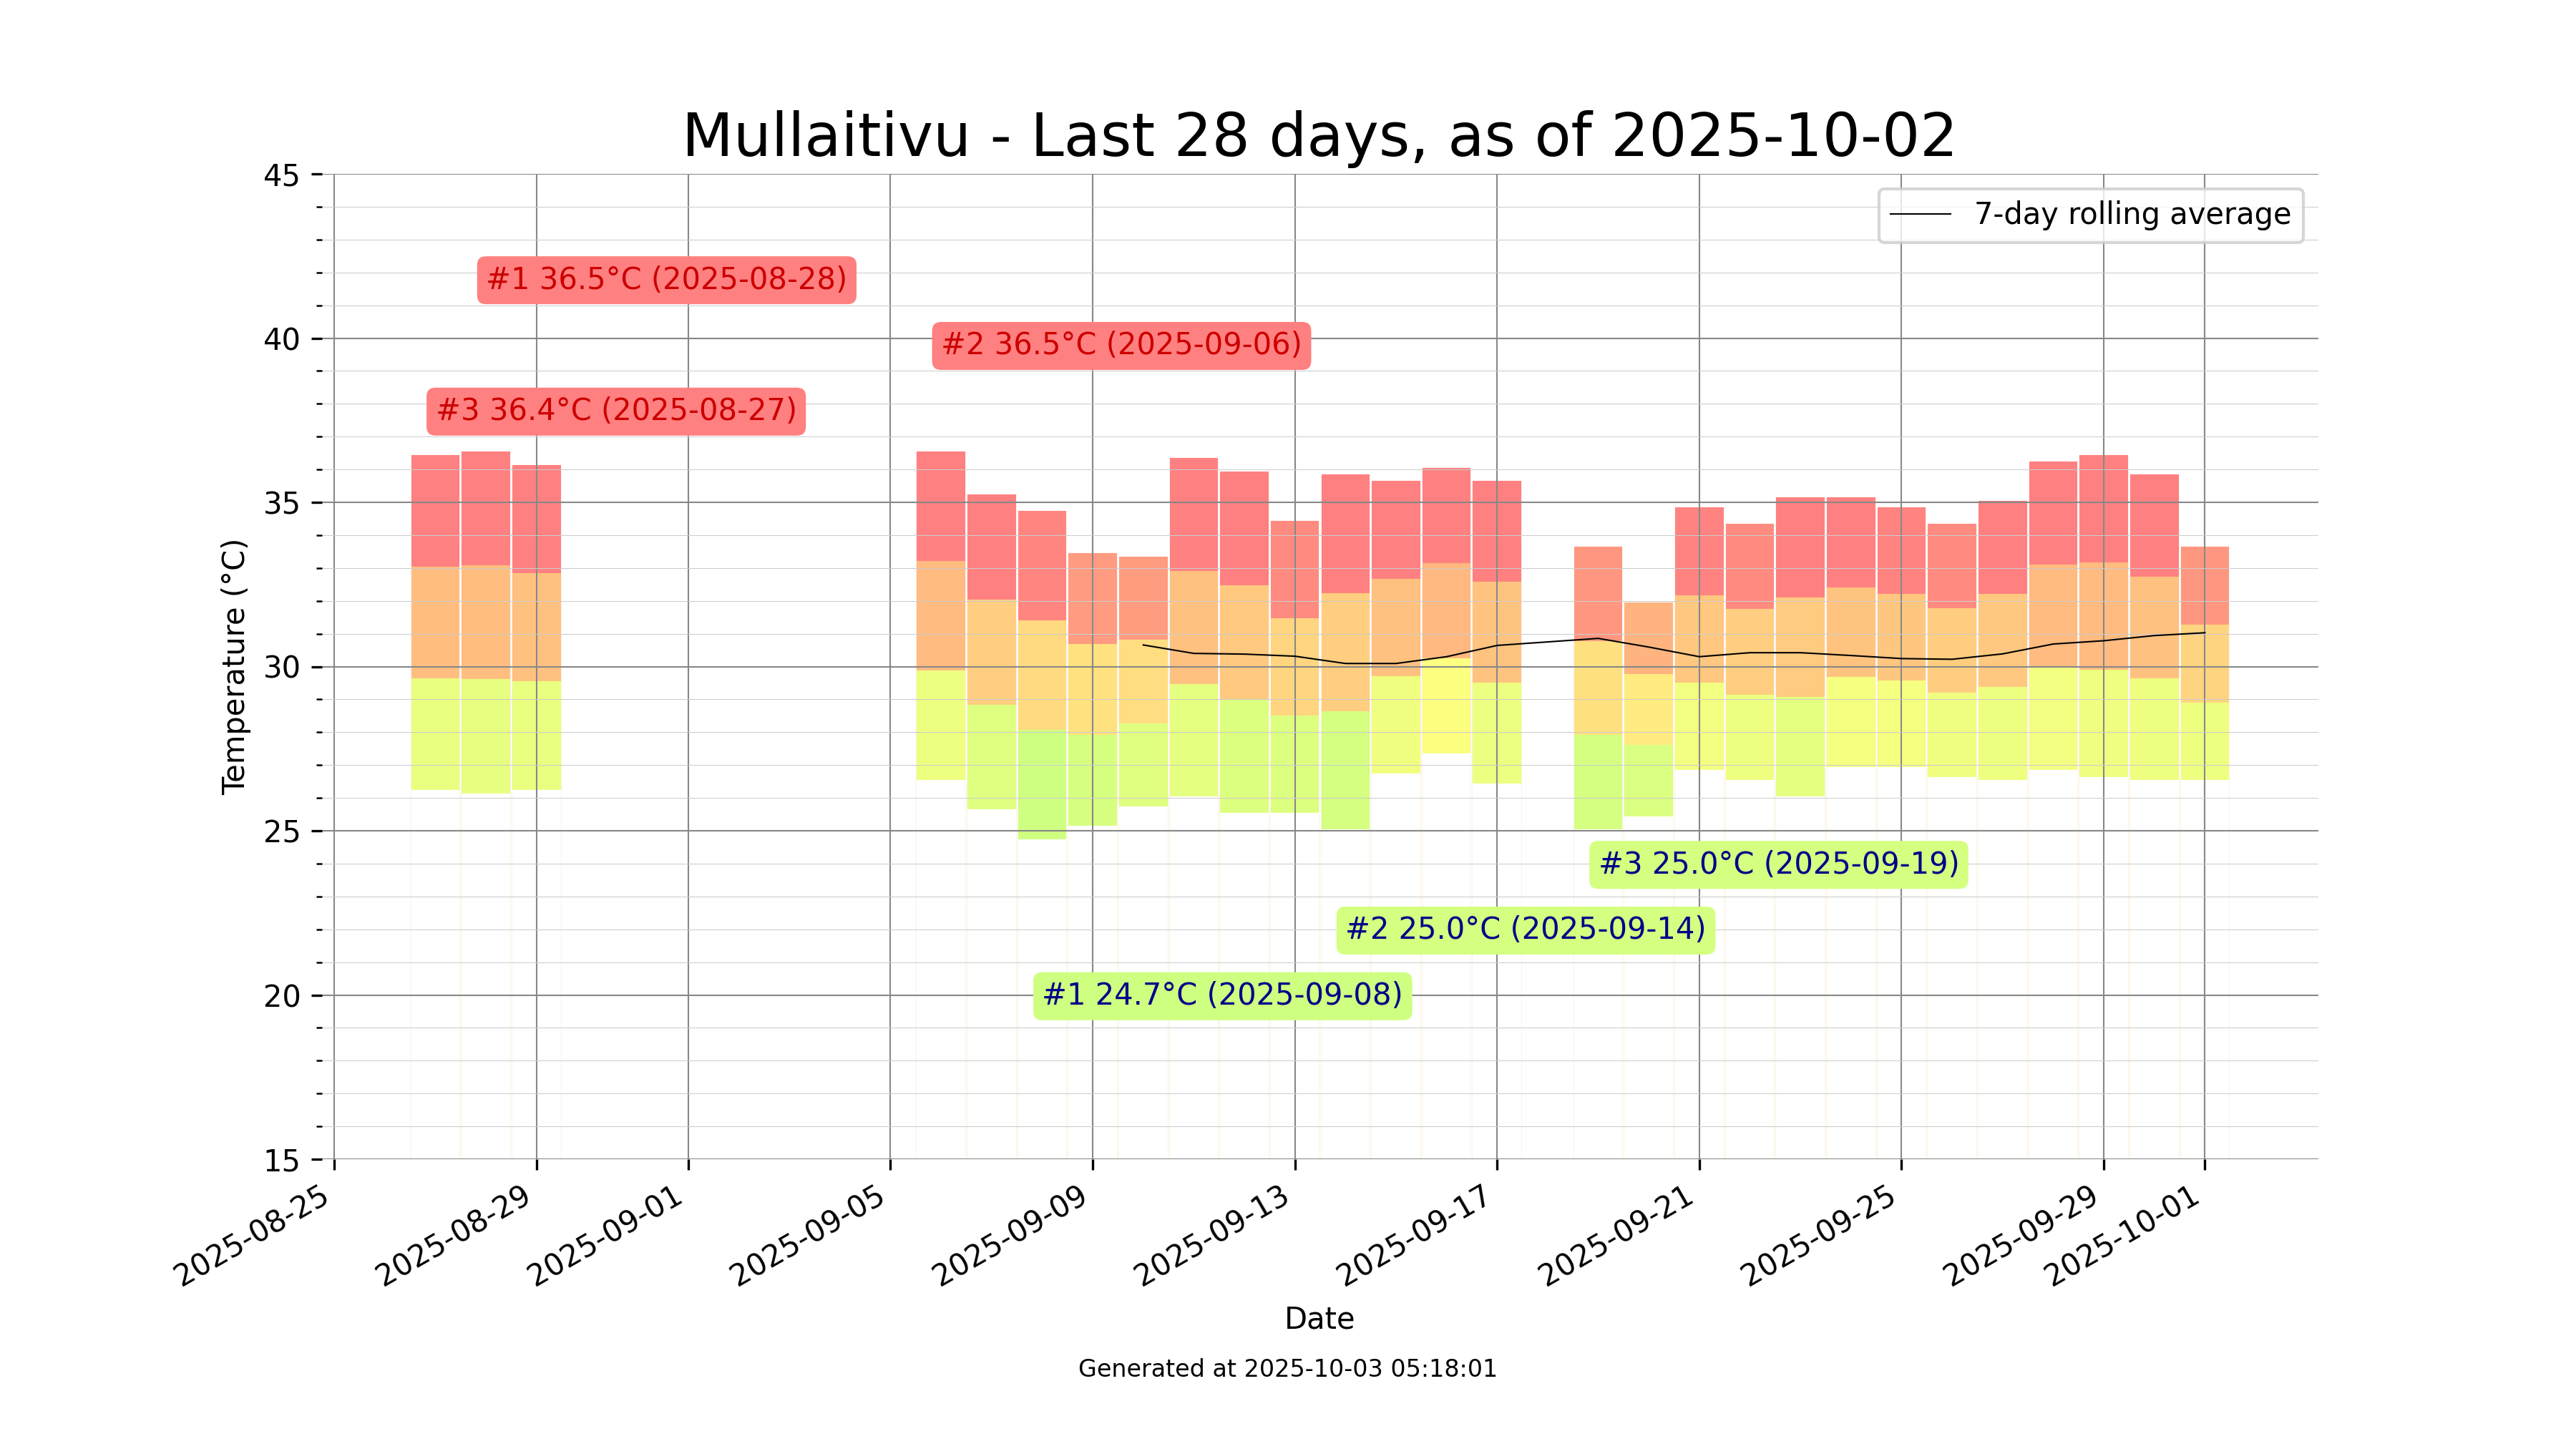 Mullaitivu - Last 28 days, as of 2025-10-02
7-day rolling average
#1 36.5°C (2025-08-28)
#2 36.5°C (2025-09-06)
#3 36.4°C (2025-08-27)
#3 25.0°C (2025-09-19)
#2 25.0°C (2025-09-14)
#1 24.7°C (2025-09-08)
Temperature (°C)
45
40
35
30
25
20
15
2025-08-25
2025-08-29
2025-09-01
2025-09-05
2025-09-09
2025-09-13
2025-09-17
2025-09-21
2025-09-25
2025-09-29
2025-10-01
Date
Generated at 2025-10-03 05:18:01